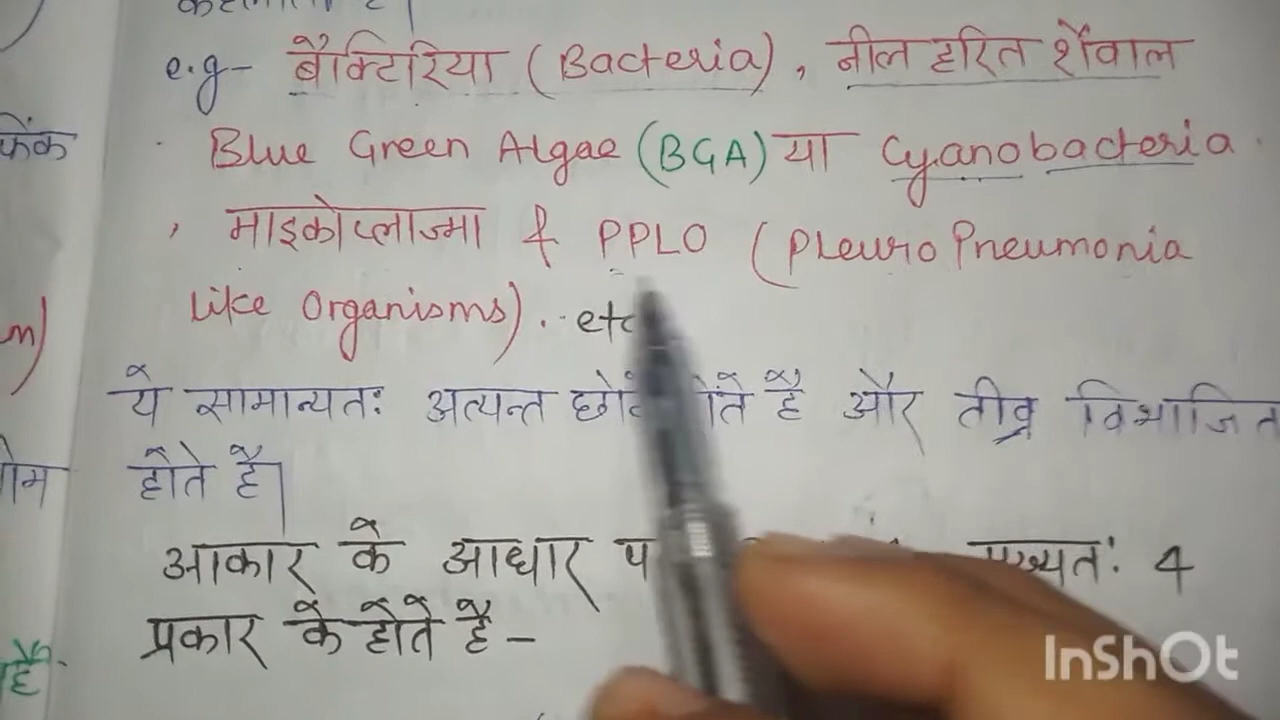 e.g- बैक्टिरिया (Bacteria), नील हरित शैवाल
फेंक
Blue Green Algae (BGA) या Cyanobacteria
, माइकोप्लाज्मा & PPLO (Pleuro Pneumonia
Like Organisms). etc
m)
ये सामान्यतः अत्यन्त होते है और तीव्र विभाजित
होते है।
आकार के आधार मुख्यतः 4
प्रकार के होते है -
है.
InShOt